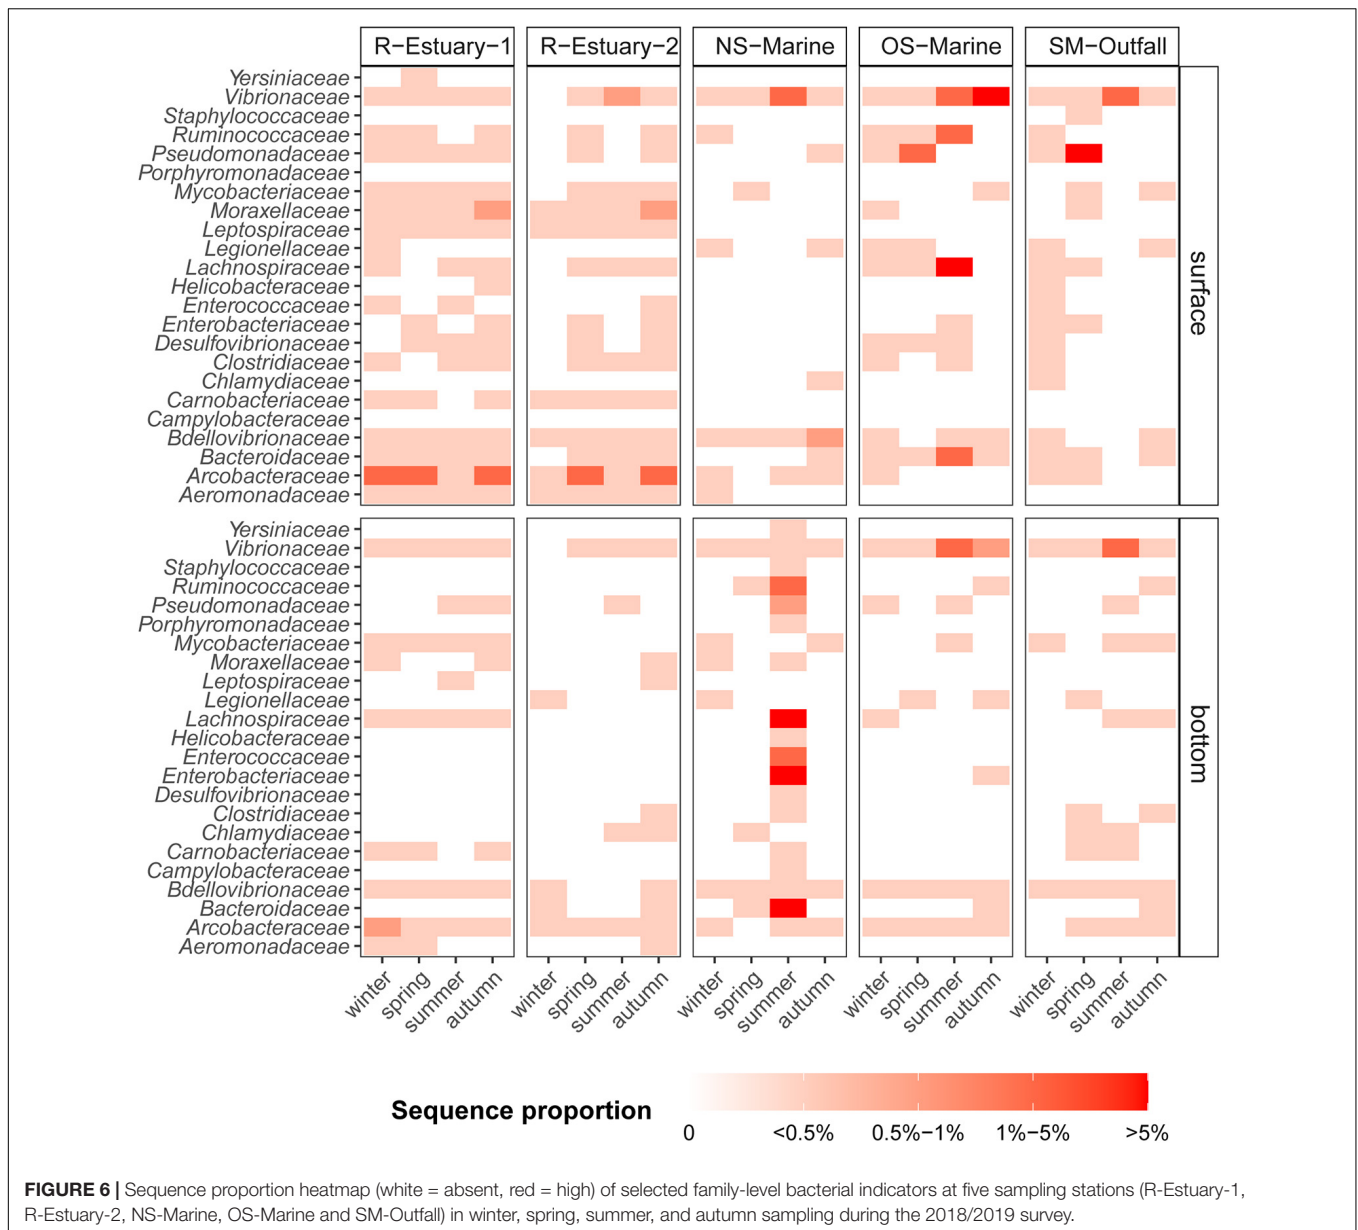 R−Estuary−1 R−Estuary−2 NS−Marine OS−Marine SM−Outfall
Yersiniaceae
Vibrionaceae
Staphylococcaceae
Ruminococcaceae
Pseudomonadaceae
Porphyromonadaceae
Mycobacteriaceae
Moraxellaceae
Leptospiraceae
Legionellaceae
Lachnospiraceae
Helicobacteraceae
Enterococcaceae
Enterobacteriaceae
Desulfovibrionaceae
Clostridiaceae
Chlamydiaceae
Carnobacteriaceae
Campylobacteraceae
Bdellovibrionaceae
Bacteroidaceae
Arcobacteraceae
Aeromonadaceae
surface
Yersiniaceae
Vibrionaceae
Staphylococcaceae
Ruminococcaceae
Pseudomonadaceae
Porphyromonadaceae
Mycobacteriaceae
Moraxellaceae
Leptospiraceae
Legionellaceae
Lachnospiraceae
Helicobacteraceae
Enterococcaceae
Enterobacteriaceae
Desulfovibrionaceae
Clostridiaceae
Chlamydiaceae
Carnobacteriaceae
Campylobacteraceae
Bdellovibrionaceae
Bacteroidaceae
Arcobacteraceae
Aeromonadaceae
bottom
winter spring summer autumn winter spring summer autumn winter spring summer autumn winter spring summer autumn winter spring summer autumn
Sequence proportion
0 <0.5% 0.5%−1% 1%−5% >5%
FIGURE 6 | Sequence proportion heatmap (white = absent, red = high) of selected family-level bacterial indicators at five sampling stations (R-Estuary-1,
R-Estuary-2, NS-Marine, OS-Marine and SM-Outfall) in winter, spring, summer, and autumn sampling during the 2018/2019 survey.